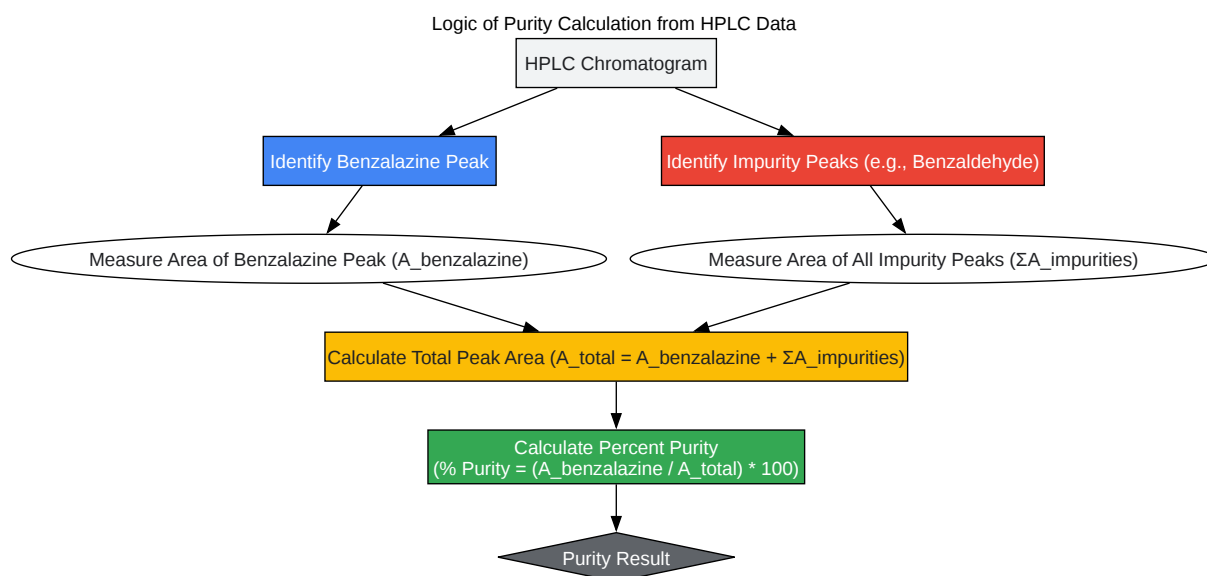 Logic of Purity Calculation from HPLC Data
HPLC Chromatogram
Identify Benzalazine Peak
Identify Impurity Peaks (e.g., Benzaldehyde)
Measure Area of Benzalazine Peak (A_benzalazine)
Measure Area of All Impurity Peaks (ΣA_impurities)
Calculate Total Peak Area (A_total = A_benzalazine + ΣA_impurities)
Calculate Percent Purity
(% Purity = (A_benzalazine / A_total) * 100)
Purity Result